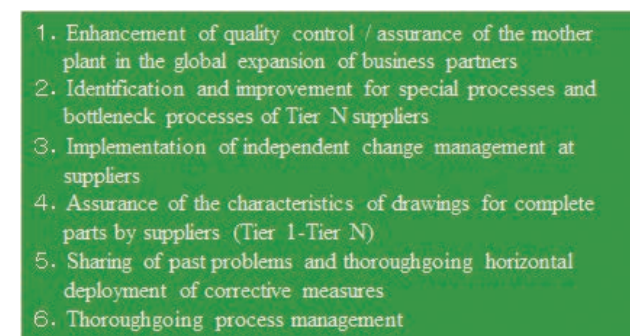 1. Enhancement of quality control / assurance of the mother
plant in the global expansion of business partners
2. Identification and improvement for special processes and
bottleneck processes of Tier N suppliers
3. Implementation of independent change management at
suppliers
4. Assurance of the characteristics of drawings for complete
parts by suppliers (Tier 1-Tier N)
5. Sharing of past problems and thoroughgoing horizontal
deployment of corrective measures
6. Thoroughgoing process management